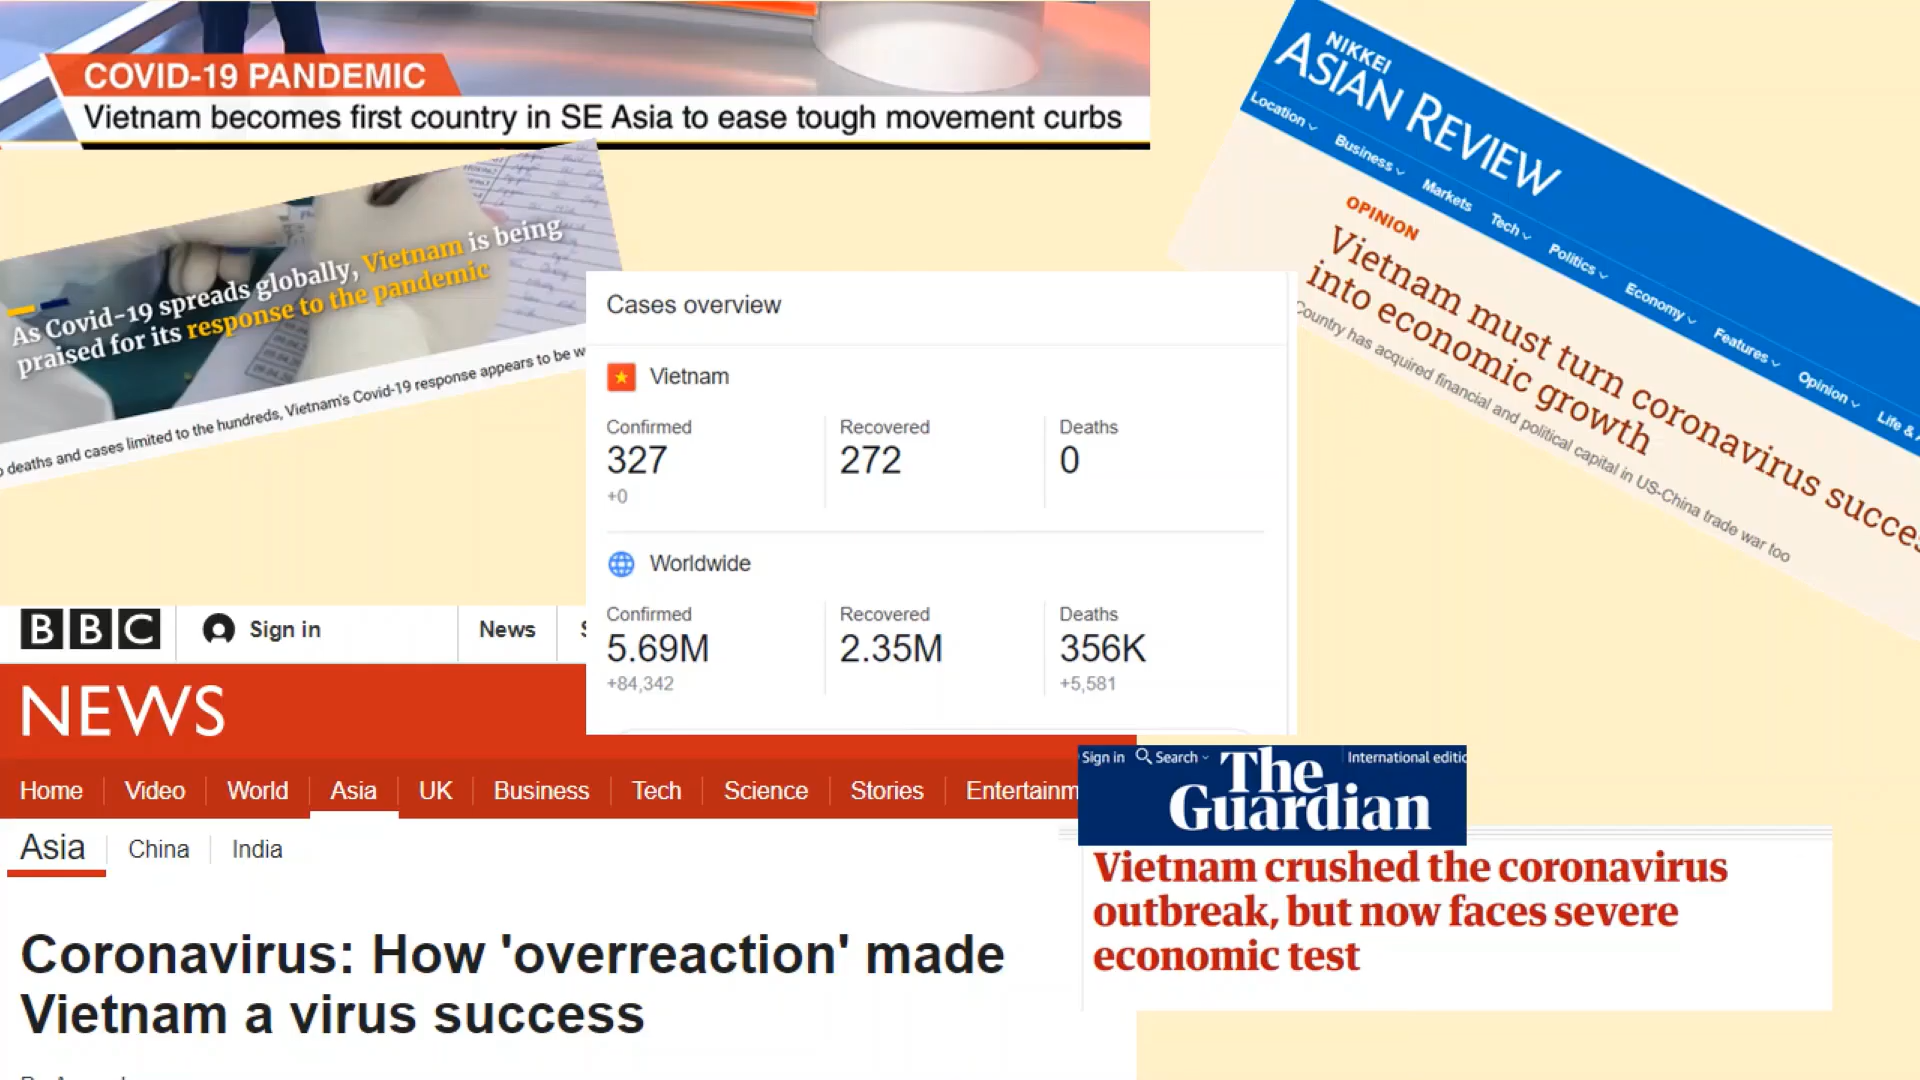 COVID-19 PANDEMIC
Vietnam becomes first country in SE Asia to ease tough movement curbs
NIKKEI
ASIAN REVIEW
Location
Business
Markets
Tech
Politics
Economy
Features
Opinion
Life &
OPINION
Vietnam must turn coronavirus succes
into economic growth
Country has acquired financial and political capital in US-China trade war too
As Covid-19 spreads globally, Vietnam is being
praised for its response to the pandemic
deaths and cases limited to the hundreds, Vietnam's Covid-19 response appears to be
Cases overview
Vietnam
Confirmed Recovered Deaths
327 272 0
+0
Worldwide
Confirmed Recovered Deaths
5.69M 2.35M 356K
+84,342 +5,581
BBC Sign in News
NEWS
Home Video World Asia UK Business Tech Science Stories Entertainm
Asia China India
Coronavirus: How 'overreaction' made
Vietnam a virus success
Sign in Search International editio
The
Guardian
Vietnam crushed the coronavirus
outbreak, but now faces severe
economic test